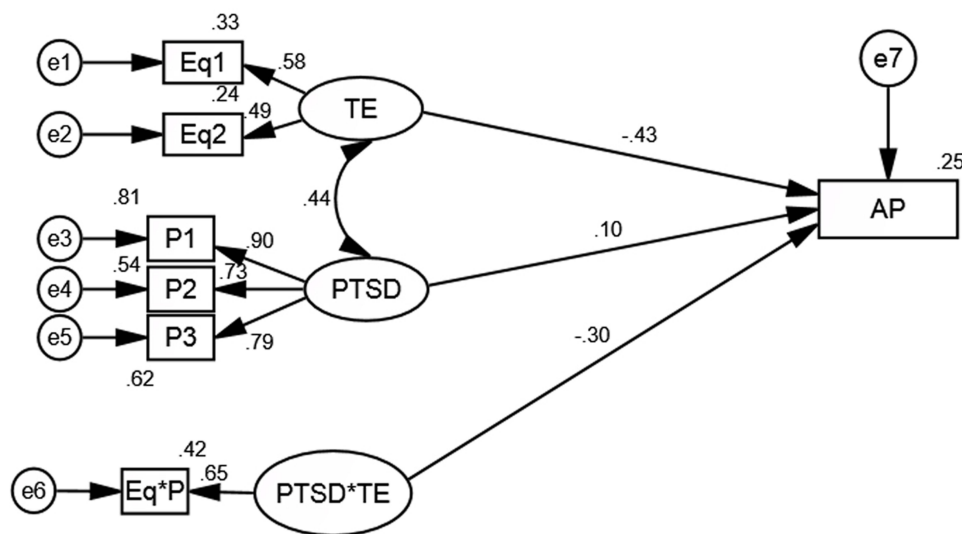 .33
e1
Eq1
.58
e7
.24
TE
e2
Eq2
.49
-.43
.25
.44
AP
.81
e3
P1
.90
.10
e4
.54
P2
.73
PTSD
e5
P3
.79
-.30
.62
.42
e6
Eq*P
.65
PTSD*TE